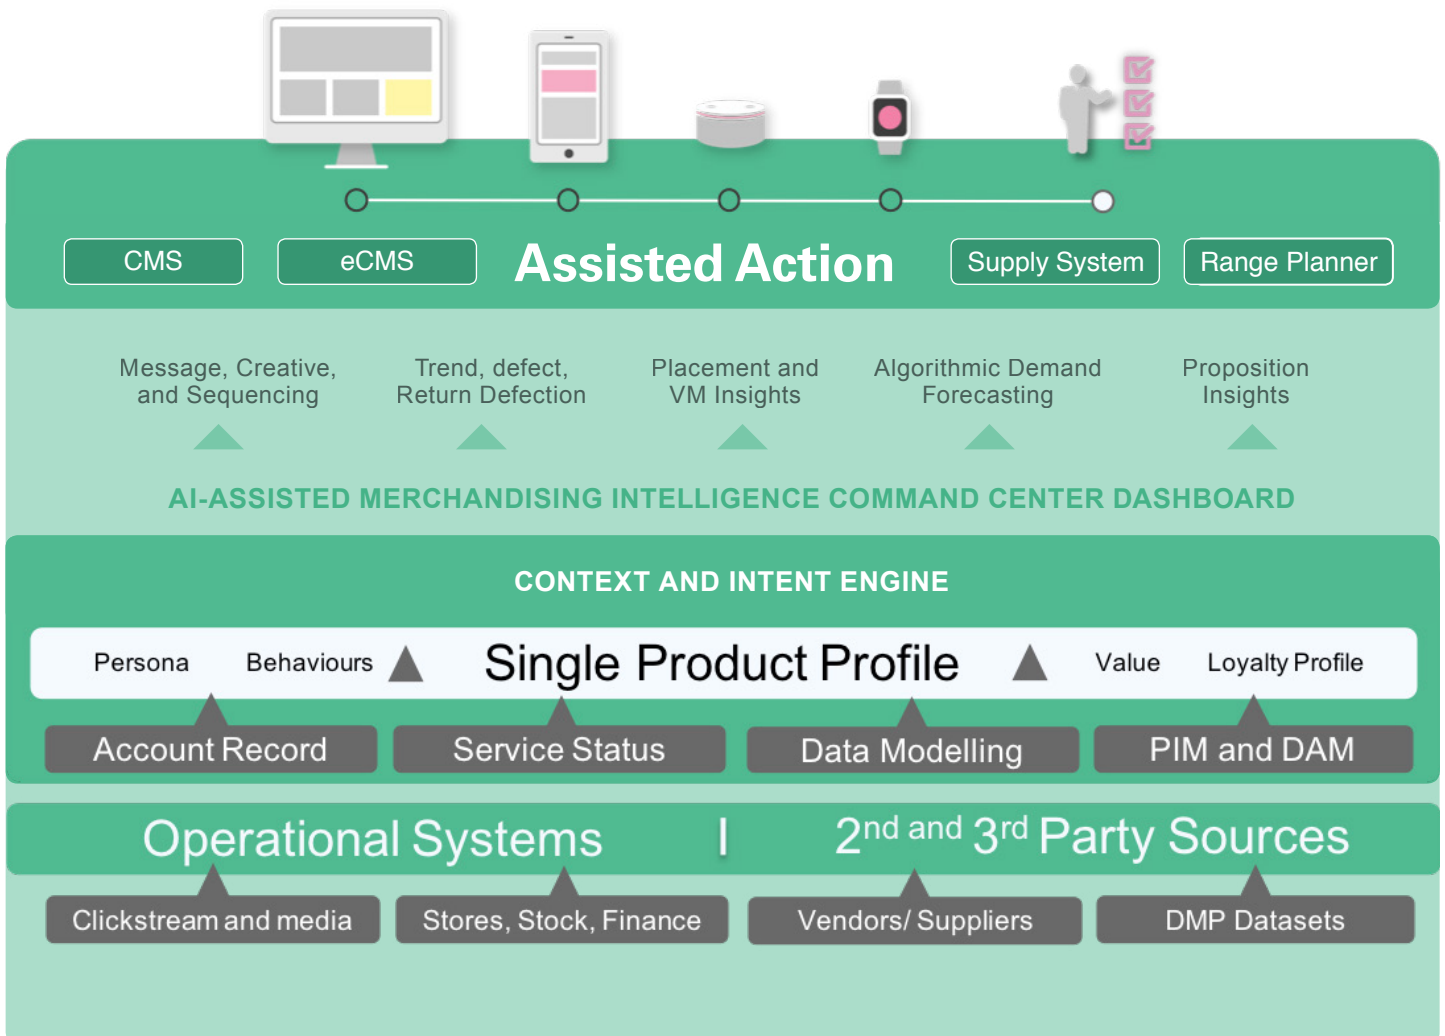 CMS
eCMS
Assisted Action
Supply System
Range Planner
Message, Creative,
and Sequencing
Trend, defect,
Return Defection
Placement and
VM Insights
Algorithmic Demand
Forecasting
Proposition
Insights
AI-ASSISTED MERCHANDISING INTELLIGENCE COMMAND CENTER DASHBOARD
CONTEXT AND INTENT ENGINE
Persona
Behaviours
Single Product Profile
Value
Loyalty Profile
Account Record
Service Status
Data Modelling
PIM and DAM
Operational Systems | 2nd and 3rd Party Sources
Clickstream and media
Stores, Stock, Finance
Vendors/ Suppliers
DMP Datasets